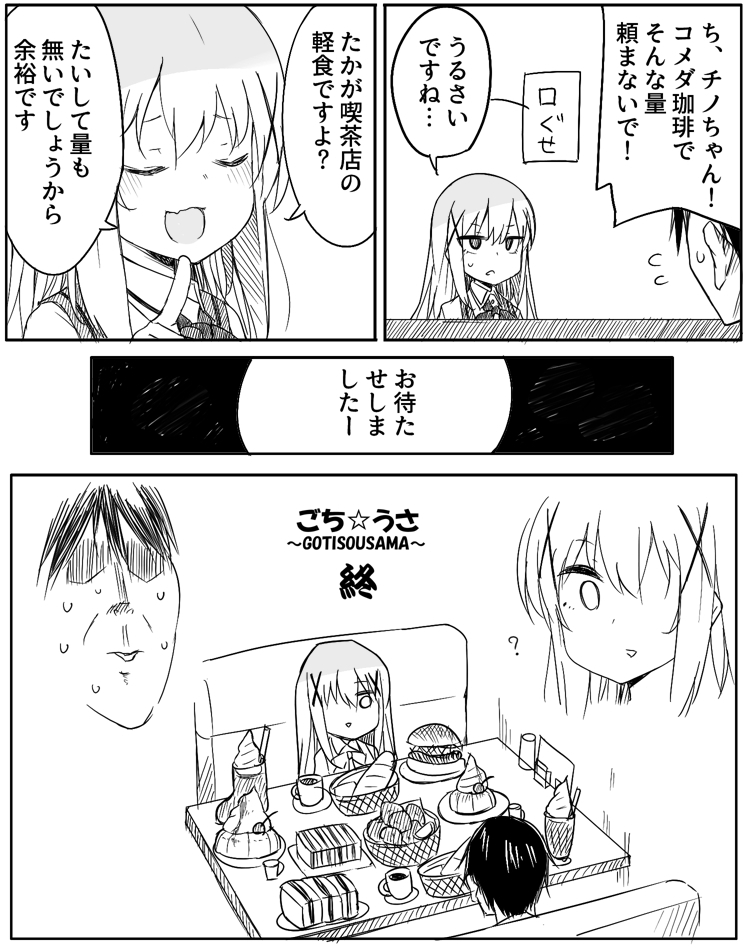 ち、チノちゃん！
コメダ珈琲で
そんな量
頼まないで！
口ぐせ
うるさい
ですね…
たかが喫茶店の
軽食ですよ？
たいして量も
無いでしょうから
余裕です
お待た
せしま
したー
ごち☆うさ
～GOTISOUSAMA～
終
?